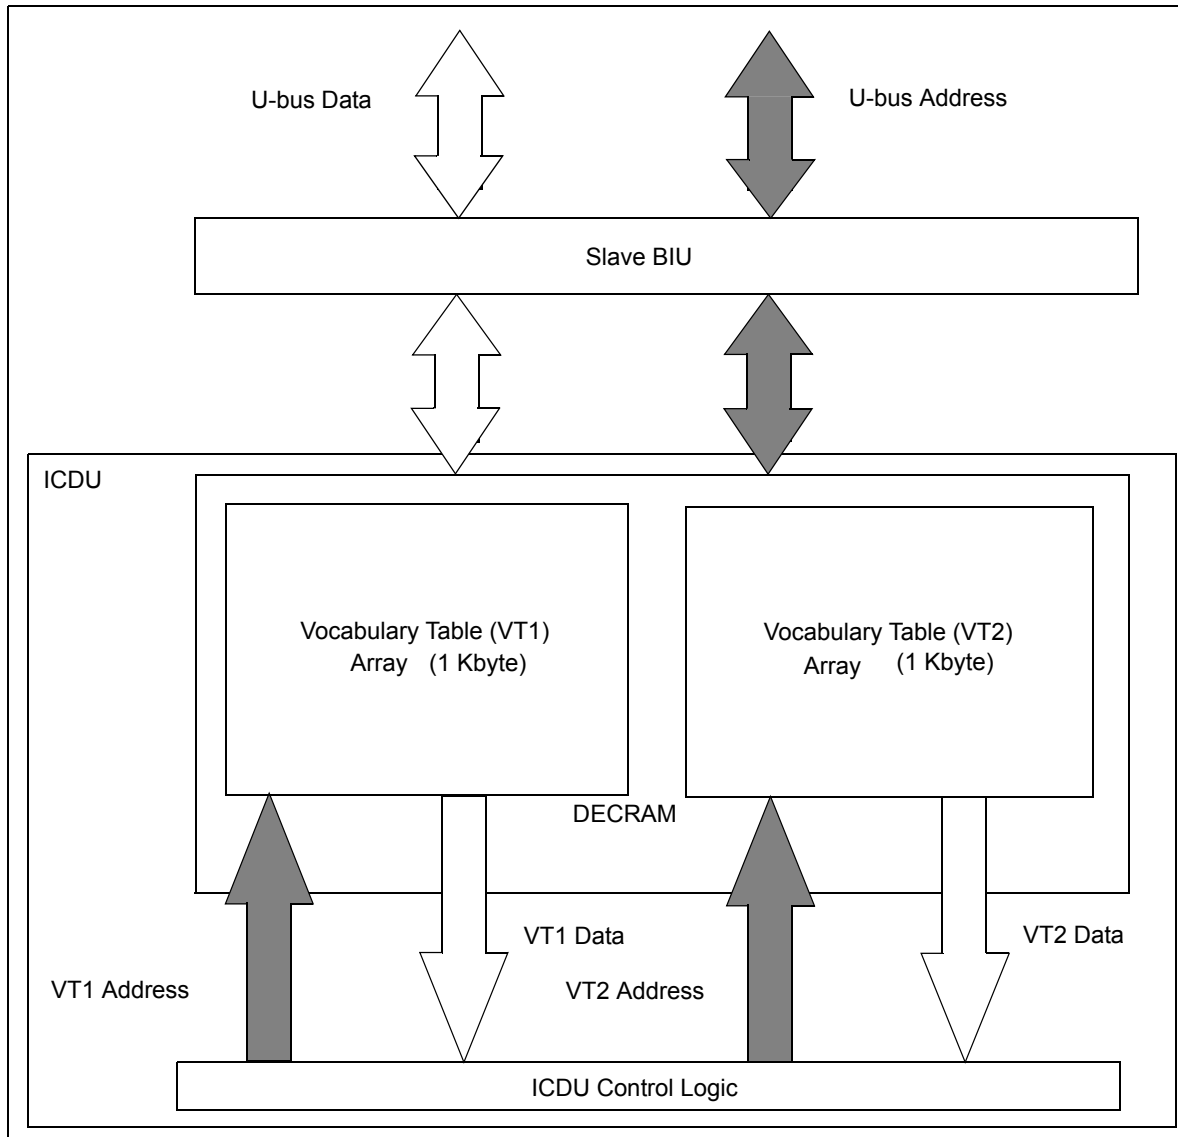 U-bus Data
U-bus Address
Slave BIU
ICDU
Vocabulary Table (VT1)
Array (1 Kbyte)
Vocabulary Table (VT2)
Array (1 Kbyte)
DECRAM
VT1 Data
VT2 Data
VT1 Address
VT2 Address
ICDU Control Logic